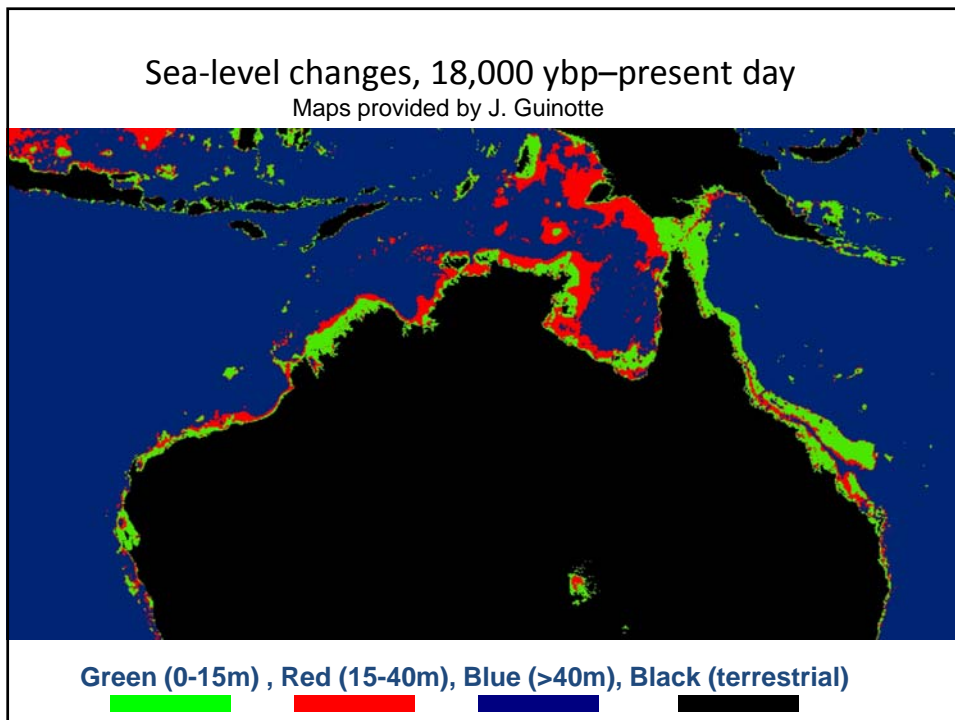 Sea-level changes, 18,000 ybp–present day
Maps provided by J. Guinotte
Green (0-15m) , Red (15-40m), Blue (>40m), Black (terrestrial)